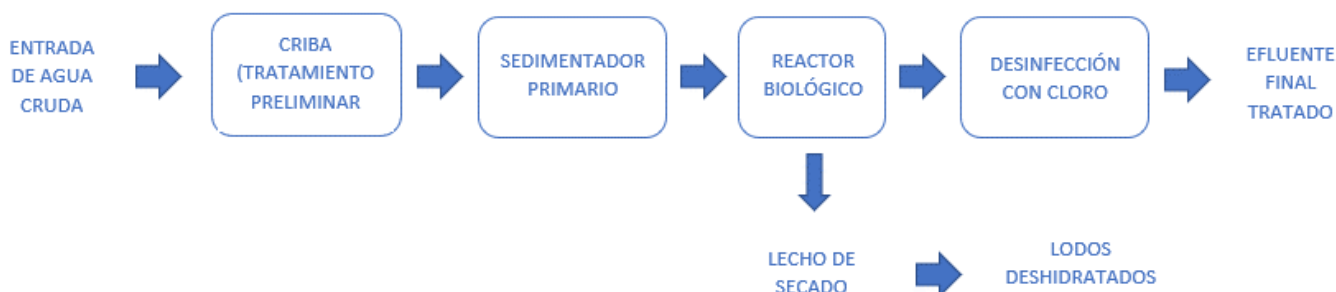 ENTRADA
DE AGUA
CRUDA
CRIBA
(TRATAMIENTO
PRELIMINAR
SEDIMENTADOR
PRIMARIO
REACTOR
BIOLÓGICO
DESINFECCIÓN
CON CLORO
EFLUENTE
FINAL
TRATADO
LECHO DE
SECADO
LODOS
DESHIDRATADOS